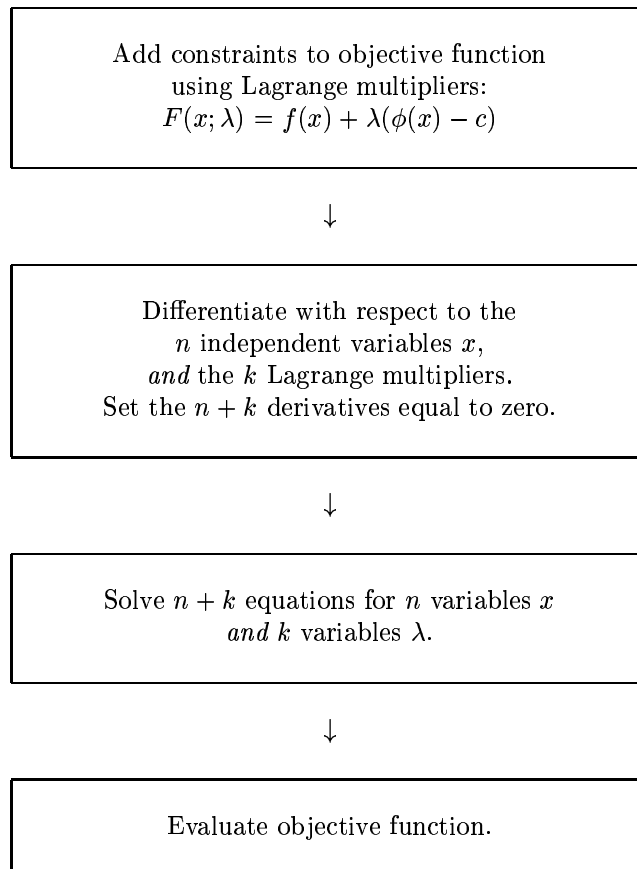 Add constraints to objective function
using Lagrange multipliers:
F(x; λ) = f(x) + λ(ϕ(x) − c)
↓
Differentiate with respect to the
n independent variables x,
and the k Lagrange multipliers.
Set the n + k derivatives equal to zero.
↓
Solve n + k equations for n variables x
and k variables λ.
↓
Evaluate objective function.